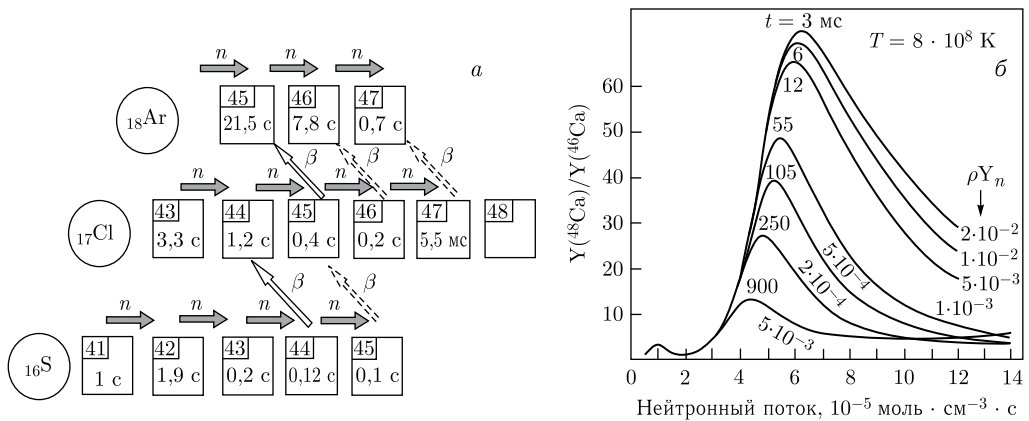 n n n а
45 46 47
₁₈Ar 21,5 с 7,8 с 0,7 с
β β β
n n n n
43 44 45 46 47 48
₁₇Cl 3,3 с 1,2 с 0,4 с 0,2 с 5,5 мс
β β
n n n n
41 42 43 44 45
₁₆S 1 с 1,9 с 0,2 с 0,12 с 0,1 с
t = 3 мс
T = 8 · 10⁸ К
б
6
12
55
105
250
900
ρYₙ
2·10⁻²
1·10⁻²
5·10⁻³
1·10⁻³
5·10⁻⁴
2·10⁻⁴
5·10⁻³
Y(⁴⁸Ca)/Y(⁴⁶Ca)
60
50
40
30
20
10
0 2 4 6 8 10 12 14
Нейтронный поток, 10⁻⁵ моль · см⁻³ · с